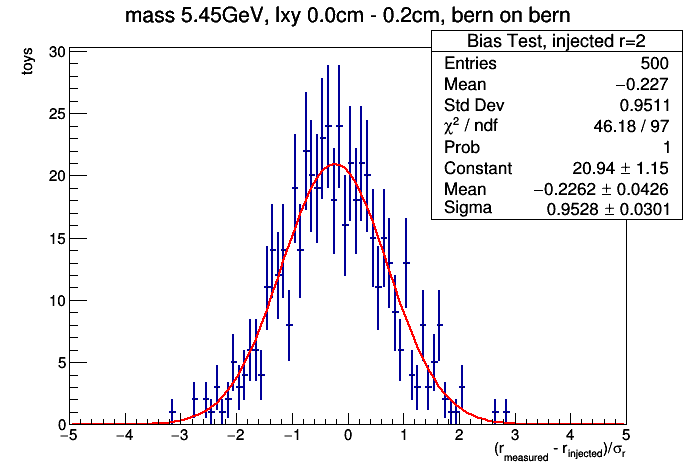 mass 5.45GeV, lxy 0.0cm - 0.2cm, bern on bern
Bias Test, injected r=2
Entries 500
Mean −0.227
Std Dev 0.9511
χ² / ndf 46.18 / 97
Prob 1
Constant 20.94 ± 1.15
Mean −0.2262 ± 0.0426
Sigma 0.9528 ± 0.0301
toys
30
25
20
15
10
5
0
−5 −4 −3 −2 −1 0 1 2 3 4 5
(r_measured - r_injected)/σ_r